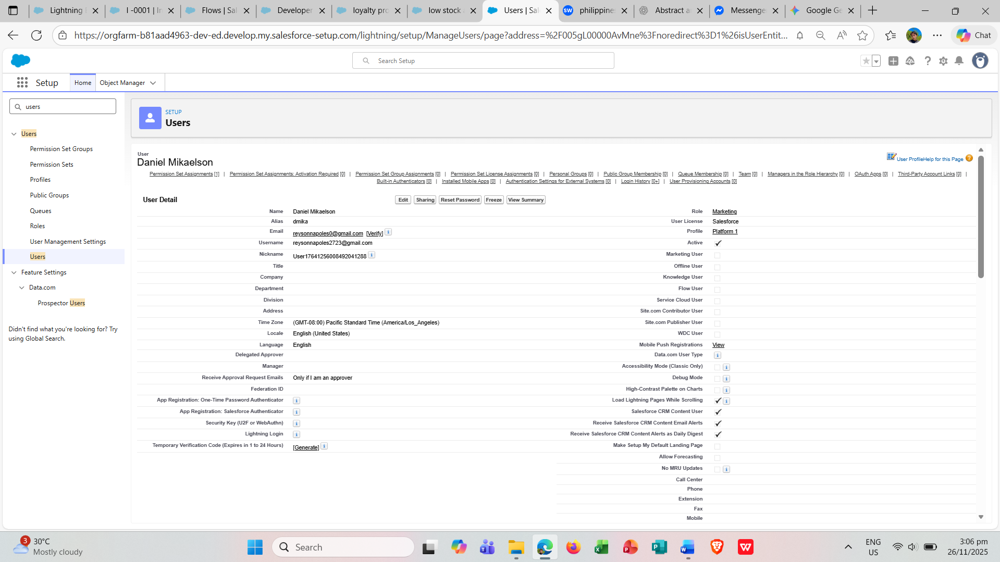 Lightning
I -0001 | In
Flows | Sal
Developer
loyalty pro
low stock a
Users | Sal
SW
philippines
Abstract a
Messenge
Google Ge
https://orgfarm-b81aad4963-dev-ed.develop.my.salesforce-setup.com/lightning/setup/ManageUsers/page?address=%2F005gL00000AvMne%3Fnoredirect%3D1%26isUserEntit...
Chat
Search Setup
Setup
Home
Object Manager
users
Users
Permission Set Groups
Permission Sets
Profiles
Public Groups
Queues
Roles
User Management Settings
Users
Feature Settings
Data.com
Prospector Users
Didn't find what you're looking for? Try
using Global Search.
SETUP
Users
User
Daniel Mikaelson
User Profile Help for this Page
Permission Set Assignments [1] | Permission Set Assignments: Activation Required [0] | Permission Set Group Assignments [0] | Permission Set License Assignments [0] | Personal Groups [0] | Public Group Membership [0] | Queue Membership [0] | Team [0] | Managers in the Role Hierarchy [0] | OAuth Apps [0] | Third-Party Account Links [0] |
Built-in Authenticators [0] | Installed Mobile Apps [0] | Authentication Settings for External Systems [0] | Login History [0+] | User Provisioning Accounts [0]
User Detail
Edit
Sharing
Reset Password
Freeze
View Summary
Name Daniel Mikaelson
Alias dmika
Email reysonnapoles0@gmail.com [Verify] i
Username reysonnapoles2723@gmail.com
Nickname User17641256008492041288 i
Title
Company
Department
Division
Address
Time Zone (GMT-08:00) Pacific Standard Time (America/Los_Angeles)
Locale English (United States)
Language English
Delegated Approver
Manager
Receive Approval Request Emails Only if I am an approver
Federation ID
App Registration: One-Time Password Authenticator i
App Registration: Salesforce Authenticator i
Security Key (U2F or WebAuthn) i
Lightning Login i
Temporary Verification Code (Expires in 1 to 24 Hours) [Generate] i
Role Marketing
User License Salesforce
Profile Platform 1
Active
Marketing User
Offline User
Knowledge User
Flow User
Service Cloud User
Site.com Contributor User
Site.com Publisher User
WDC User
Mobile Push Registrations View
Data.com User Type i
Accessibility Mode (Classic Only) i
Debug Mode i
High-Contrast Palette on Charts i
Load Lightning Pages While Scrolling i
Salesforce CRM Content User
Receive Salesforce CRM Content Email Alerts
Receive Salesforce CRM Content Alerts as Daily Digest
Make Setup My Default Landing Page
Allow Forecasting
No MRU Updates i
Call Center
Phone
Extension
Fax
Mobile
3
30°C
Mostly cloudy
Search
ENG
US
3:06 pm
26/11/2025